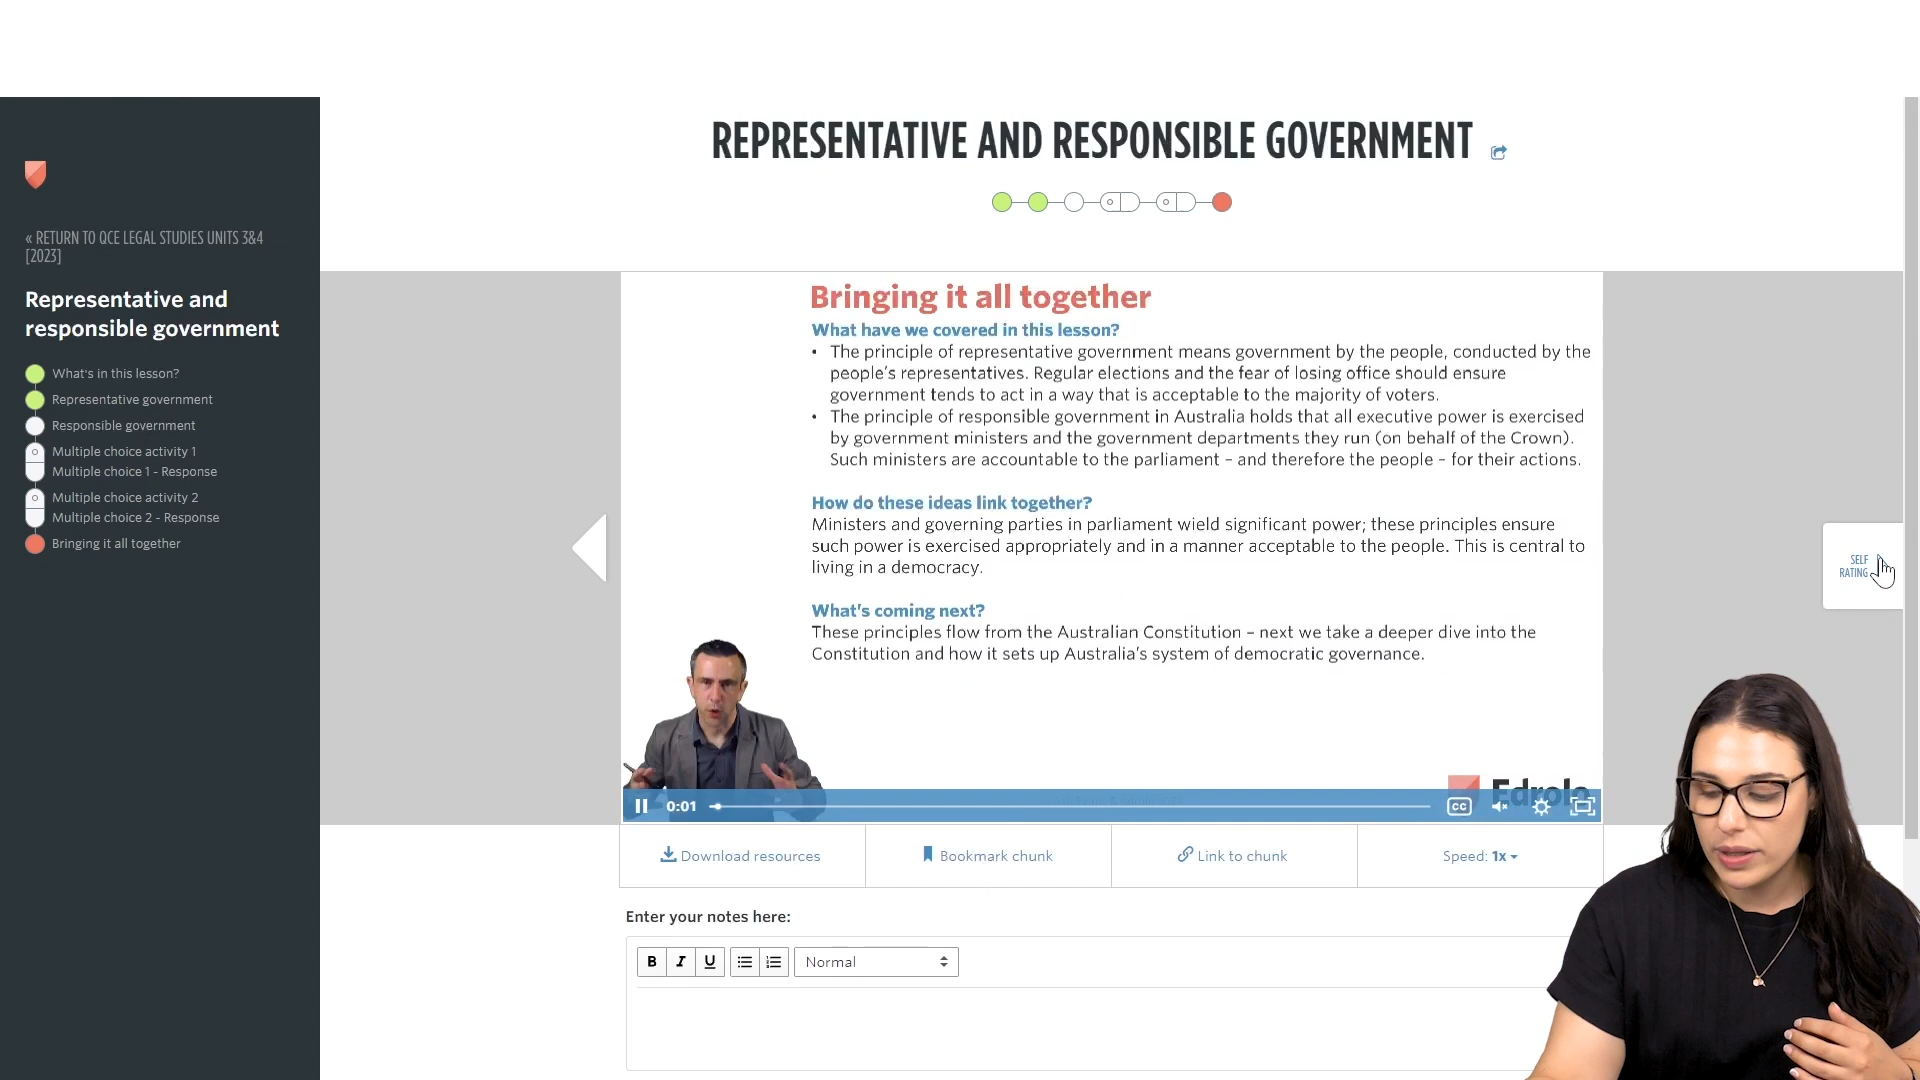 REPRESENTATIVE AND RESPONSIBLE GOVERNMENT
« RETURN TO QCE LEGAL STUDIES UNITS 3&4
[2023]
Representative and
responsible government
What's in this lesson?
Representative government
Responsible government
Multiple choice activity 1
Multiple choice 1 - Response
Multiple choice activity 2
Multiple choice 2 - Response
Bringing it all together
Bringing it all together
What have we covered in this lesson?
• The principle of representative government means government by the people, conducted by the
people's representatives. Regular elections and the fear of losing office should ensure
government tends to act in a way that is acceptable to the majority of voters.
• The principle of responsible government in Australia holds that all executive power is exercised
by government ministers and the government departments they run (on behalf of the Crown).
Such ministers are accountable to the parliament – and therefore the people – for their actions.
How do these ideas link together?
Ministers and governing parties in parliament wield significant power; these principles ensure
such power is exercised appropriately and in a manner acceptable to the people. This is central to
living in a democracy.
What's coming next?
These principles flow from the Australian Constitution – next we take a deeper dive into the
Constitution and how it sets up Australia's system of democratic governance.
SELF
RATING
Edrolo
0:01
CC
Download resources
Bookmark chunk
Link to chunk
Speed: 1x
Enter your notes here:
B I U
Normal